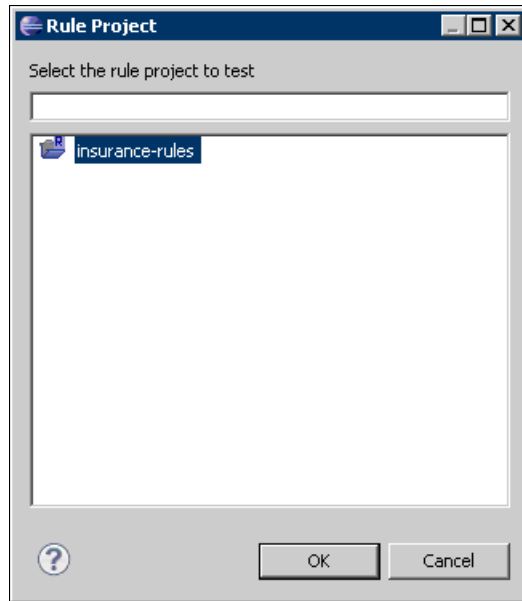 Rule Project
Select the rule project to test
insurance-rules
OK
Cancel